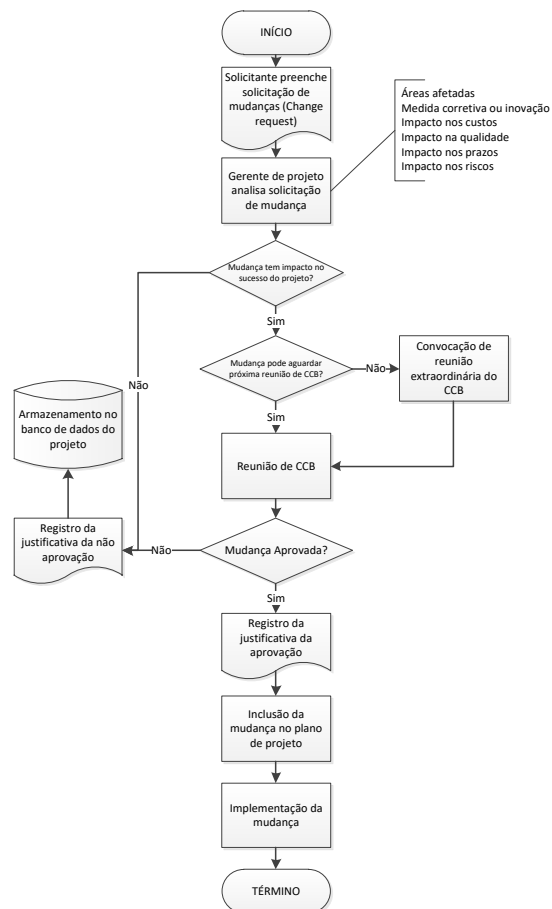 INÍCIO
Solicitante preenche
solicitação de
mudanças (Change
request)
Áreas afetadas
Medida corretiva ou inovação
Impacto nos custos
Impacto na qualidade
Impacto nos prazos
Impacto nos riscos
Gerente de projeto
analisa solicitação
de mudança
Mudança tem impacto no
sucesso do projeto?
Sim
Não
Mudança pode aguardar
próxima reunião de CCB?
Não
Convocação de
reunião
extraordinária do
CCB
Sim
Armazenamento no
banco de dados do
projeto
Reunião de CCB
Registro da
justificativa da não
aprovação
Não
Mudança Aprovada?
Sim
Registro da
justificativa da
aprovação
Inclusão da
mudança no plano
de projeto
Implementação da
mudança
TÉRMINO